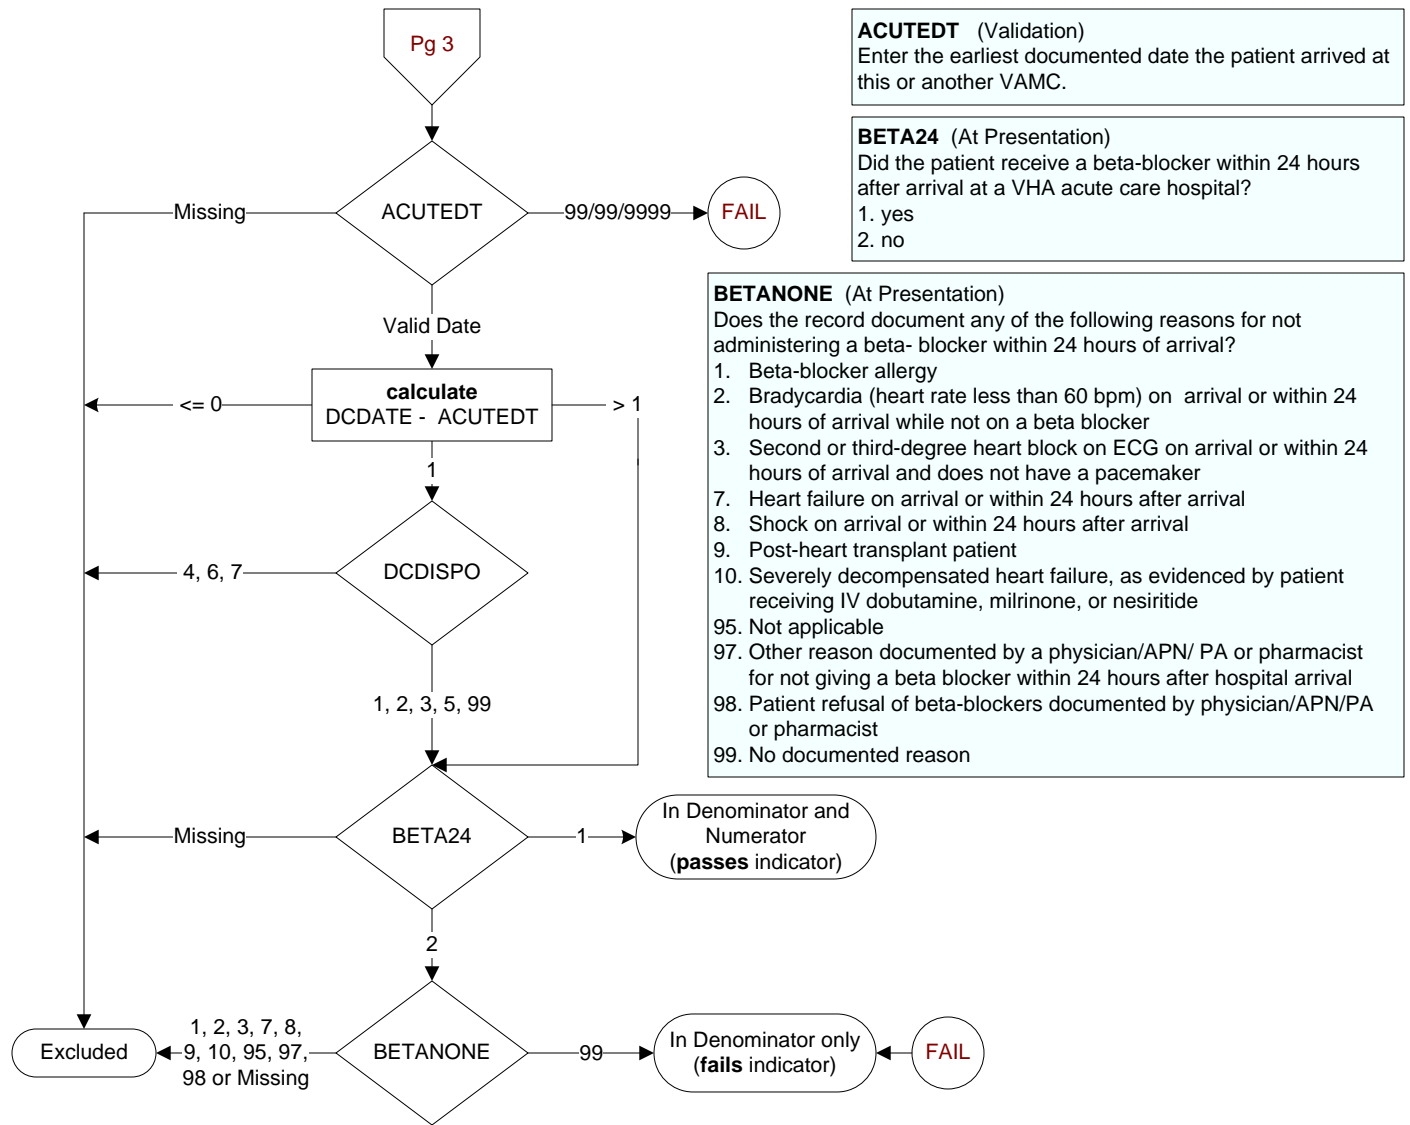 Pg 3
ACUTEDT (Validation)
Enter the earliest documented date the patient arrived at
this or another VAMC.
BETA24 (At Presentation)
Did the patient receive a beta-blocker within 24 hours
after arrival at a VHA acute care hospital?
1. yes
2. no
Missing
ACUTEDT
99/99/9999
FAIL
BETANONE (At Presentation)
Does the record document any of the following reasons for not
administering a beta- blocker within 24 hours of arrival?
1. Beta-blocker allergy
2. Bradycardia (heart rate less than 60 bpm) on arrival or within 24
hours of arrival while not on a beta blocker
3. Second or third-degree heart block on ECG on arrival or within 24
hours of arrival and does not have a pacemaker
7. Heart failure on arrival or within 24 hours after arrival
8. Shock on arrival or within 24 hours after arrival
9. Post-heart transplant patient
10. Severely decompensated heart failure, as evidenced by patient
receiving IV dobutamine, milrinone, or nesiritide
95. Not applicable
97. Other reason documented by a physician/APN/ PA or pharmacist
for not giving a beta blocker within 24 hours after hospital arrival
98. Patient refusal of beta-blockers documented by physician/APN/PA
or pharmacist
99. No documented reason
Valid Date
<= 0
calculate
DCDATE - ACUTEDT
> 1
1
4, 6, 7
DCDISPO
1, 2, 3, 5, 99
Missing
BETA24
1
In Denominator and
Numerator
(passes indicator)
2
Excluded
1, 2, 3, 7, 8,
9, 10, 95, 97,
98 or Missing
BETANONE
99
In Denominator only
(fails indicator)
FAIL